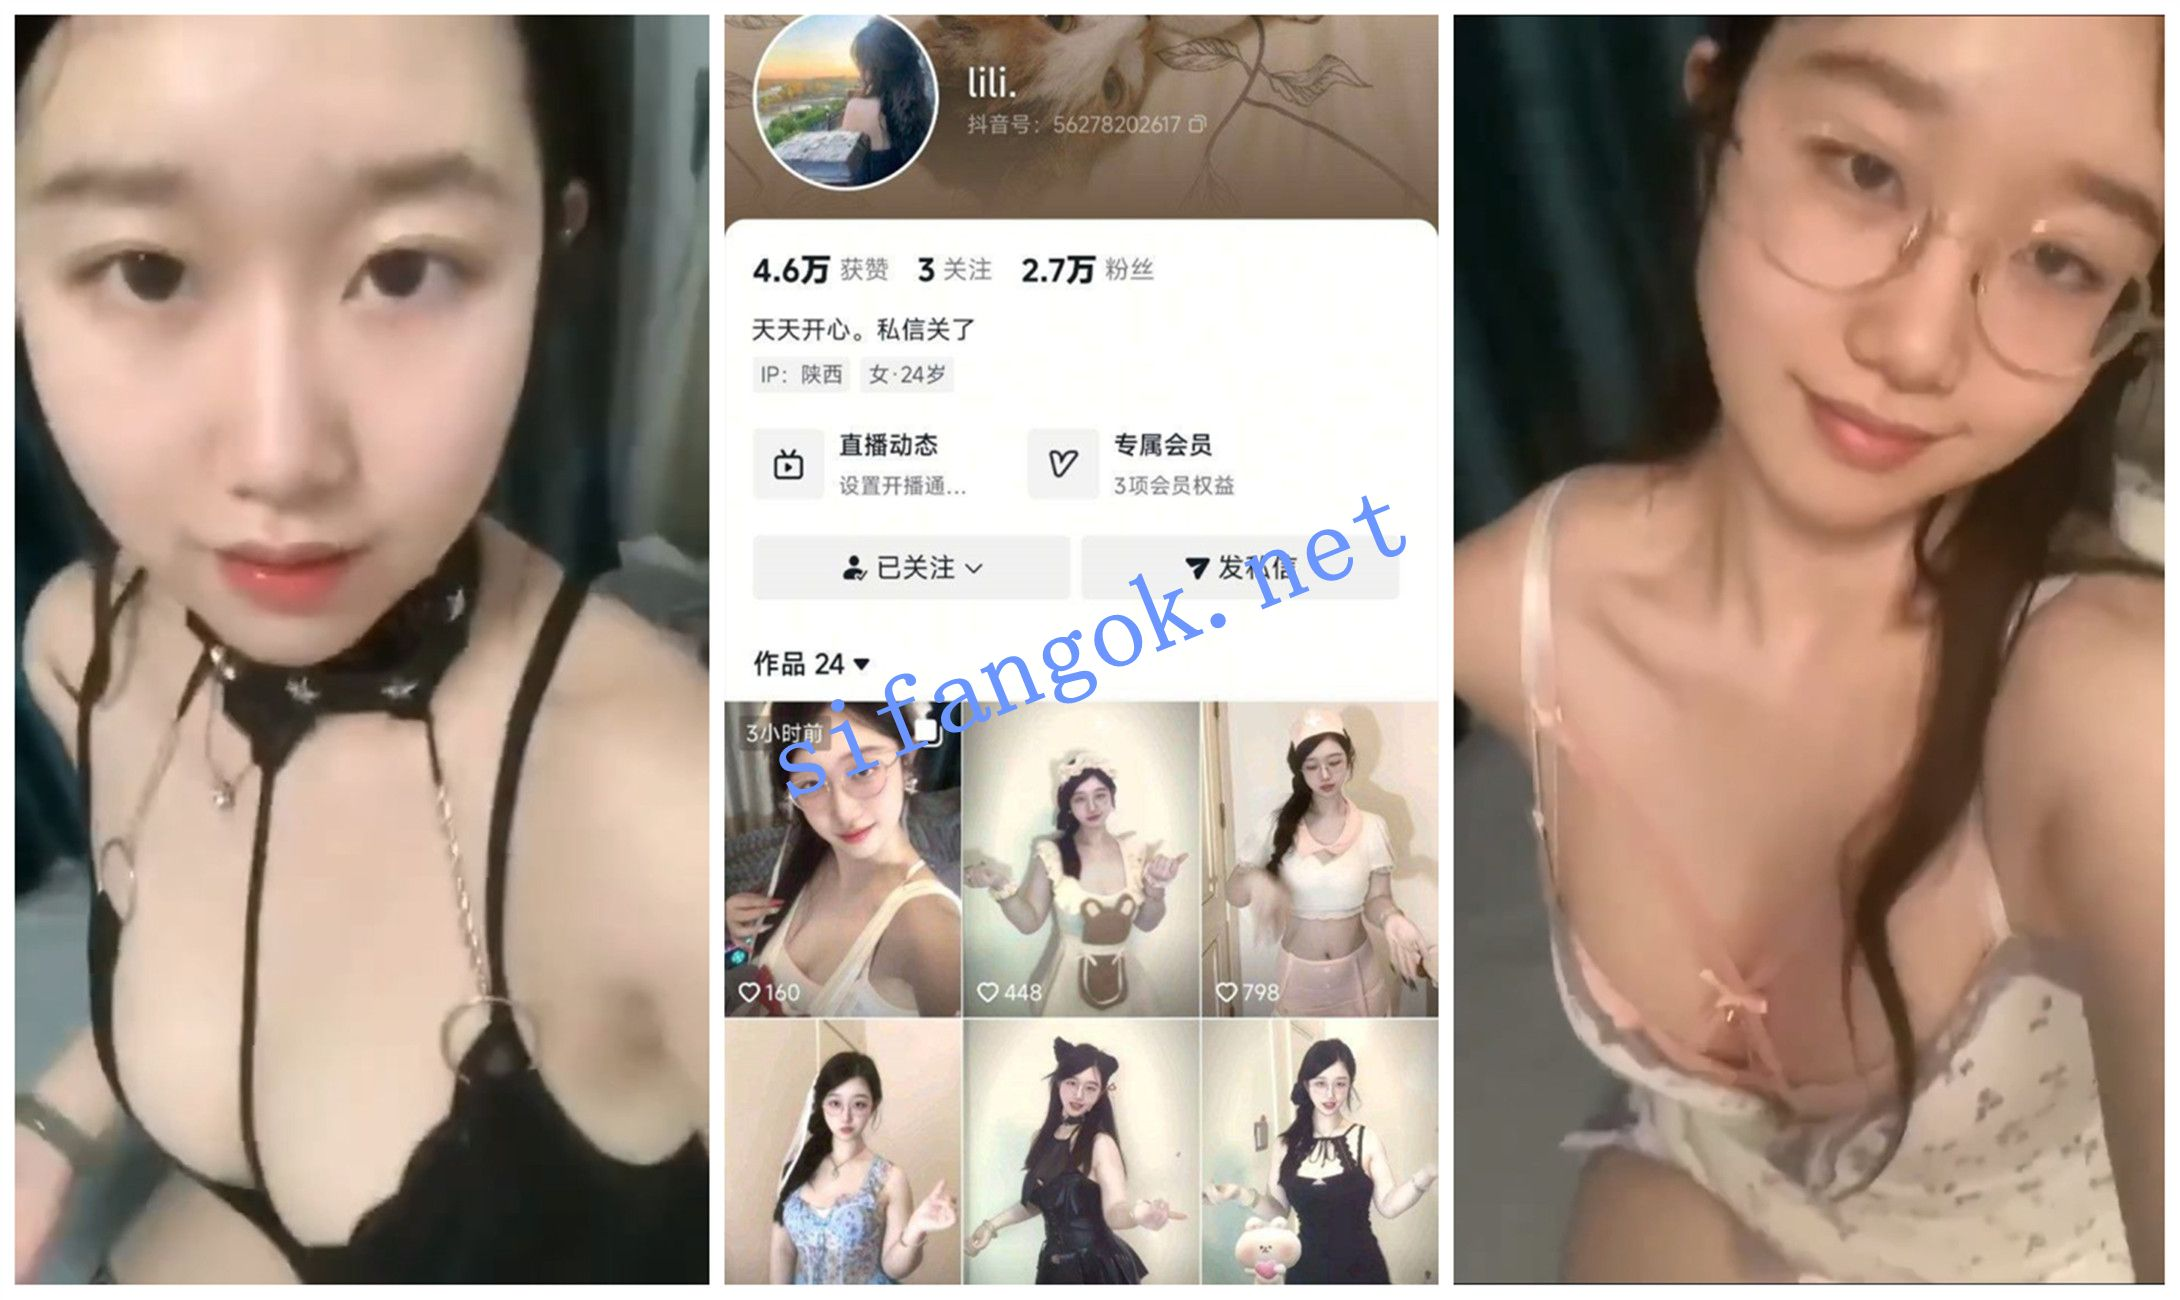 lili.
抖音号：56278202617
4.6万 获赞 3 关注 2.7万 粉丝
天天开心。私信关了
IP：陕西 女·24岁
直播动态
设置开播通...
专属会员
3项会员权益
已关注 发私信
作品 24
3小时前
160 448 798
sifangok.net